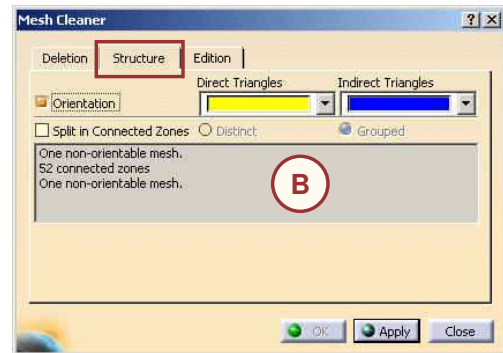 Mesh Cleaner
Deletion Structure Edition
Direct Triangles Indirect Triangles
Orientation
Split in Connected Zones Distinct Grouped
One non-orientable mesh.
52 connected zones
One non-orientable mesh.
B
OK Apply Close